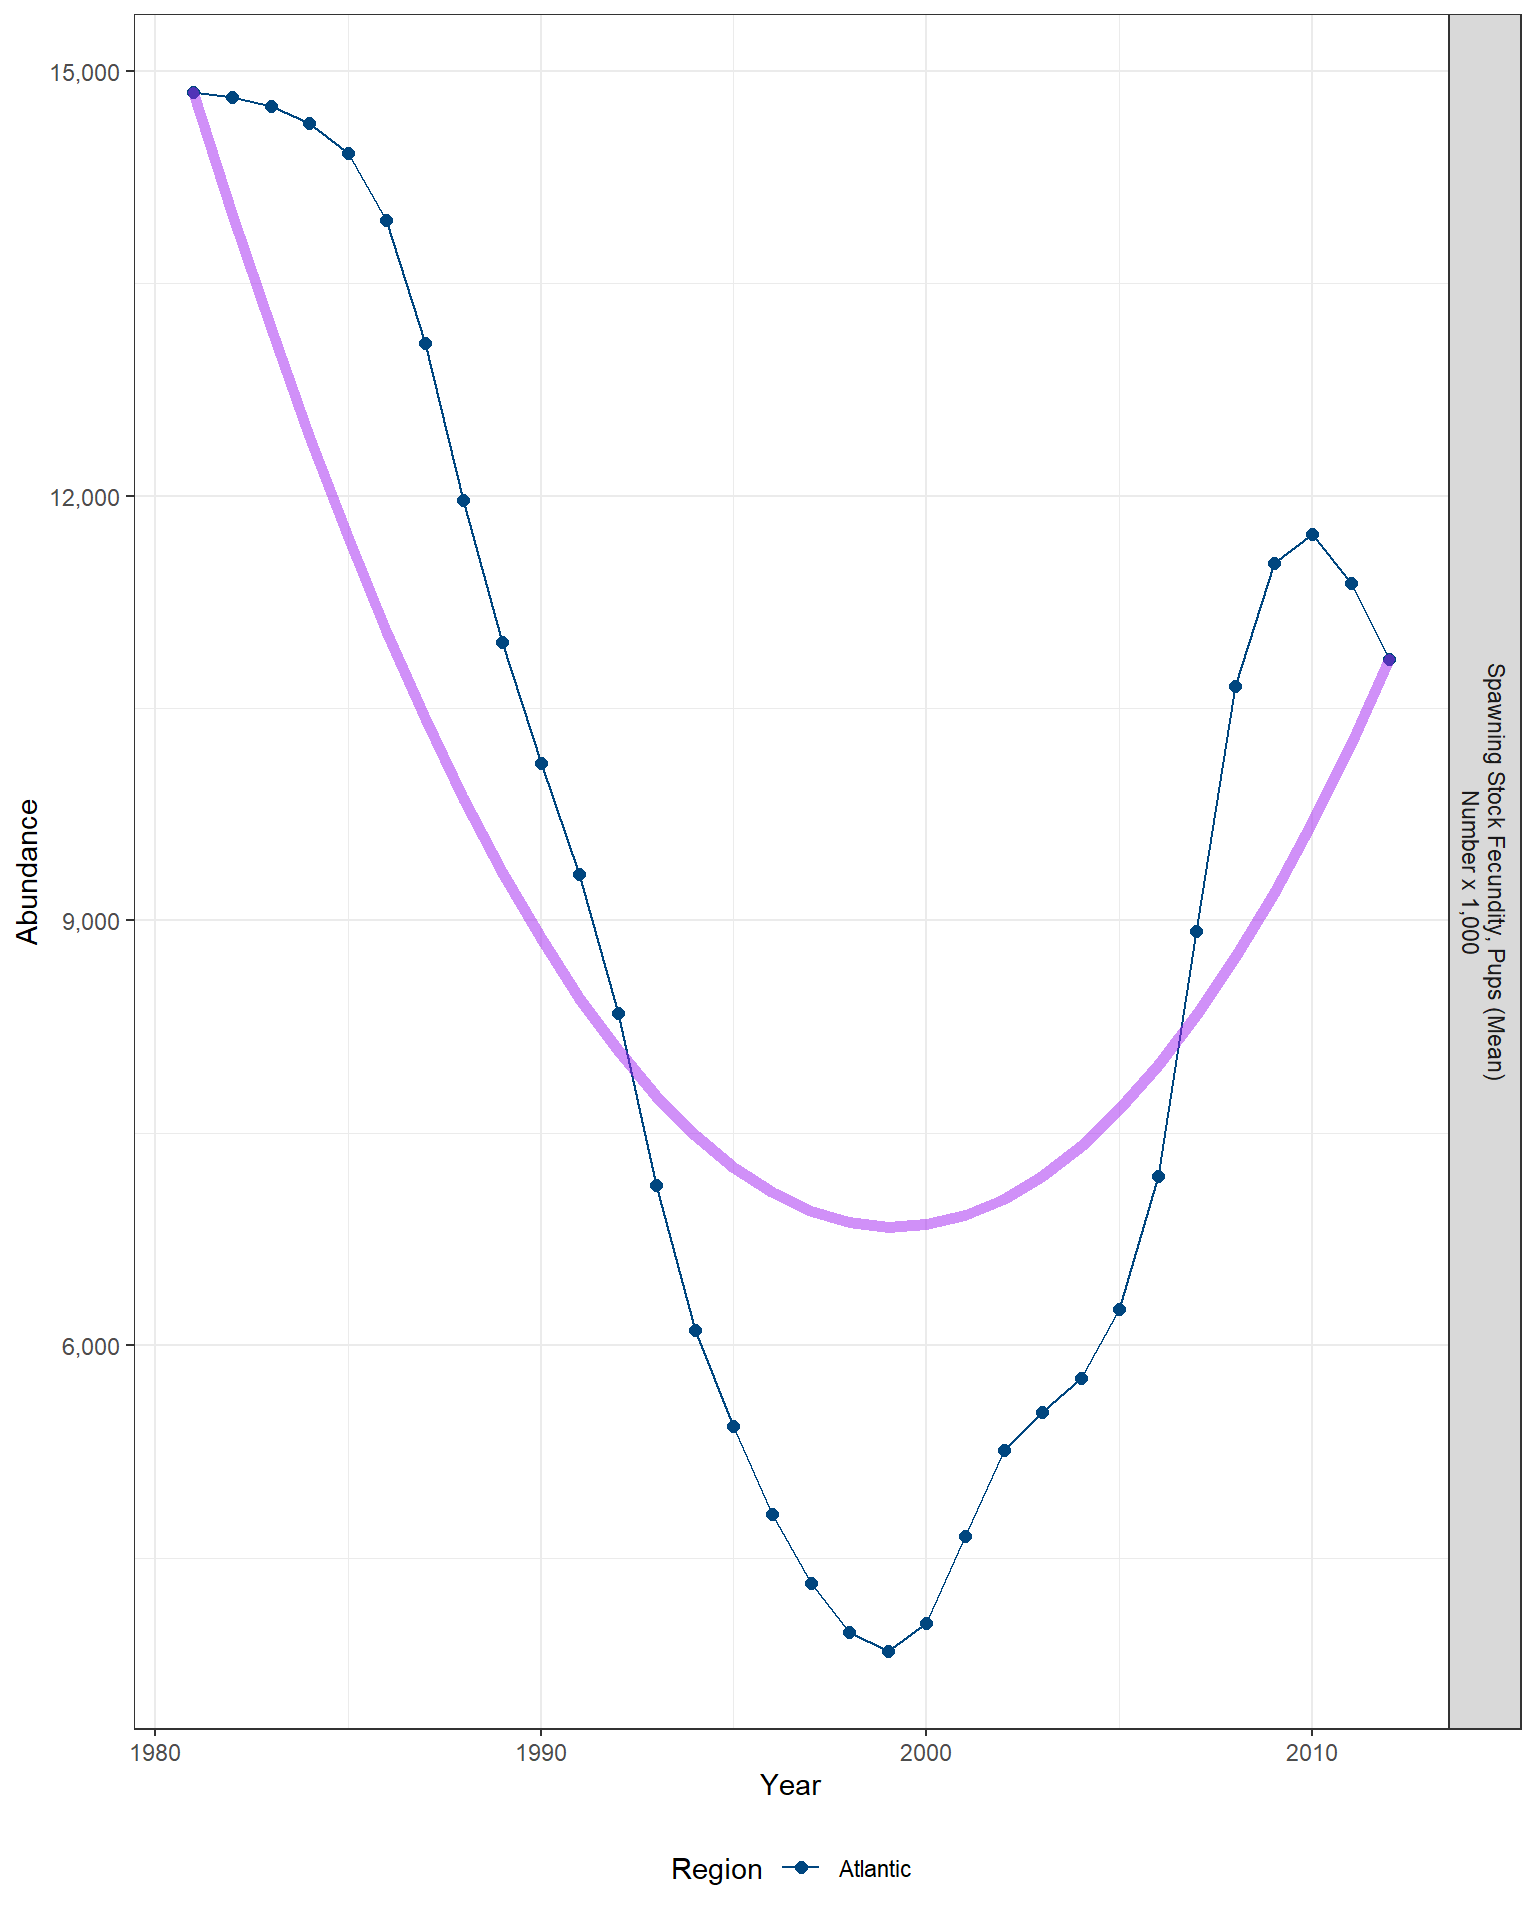 15,000
12,000
9,000
6,000
Abundance
1980
1990
2000
2010
Year
Spawning Stock Fecundity, Pups (Mean)
Number x 1,000
Region
Atlantic